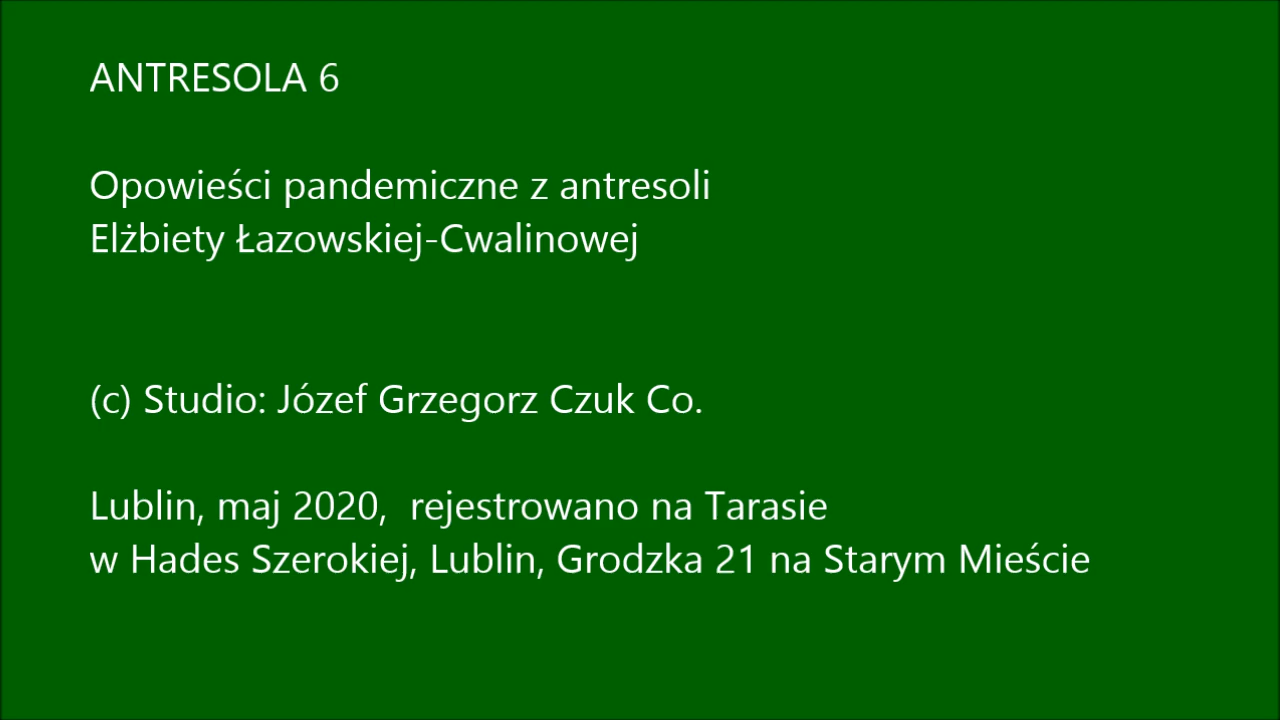 ANTRESOLA 6
Opowieści pandemiczne z antresoli
Elżbiety Łazowskiej-Cwalinowej
(c) Studio: Józef Grzegorz Czuk Co.
Lublin, maj 2020,  rejestrowano na Tarasie
w Hades Szerokiej, Lublin, Grodzka 21 na Starym Mieście